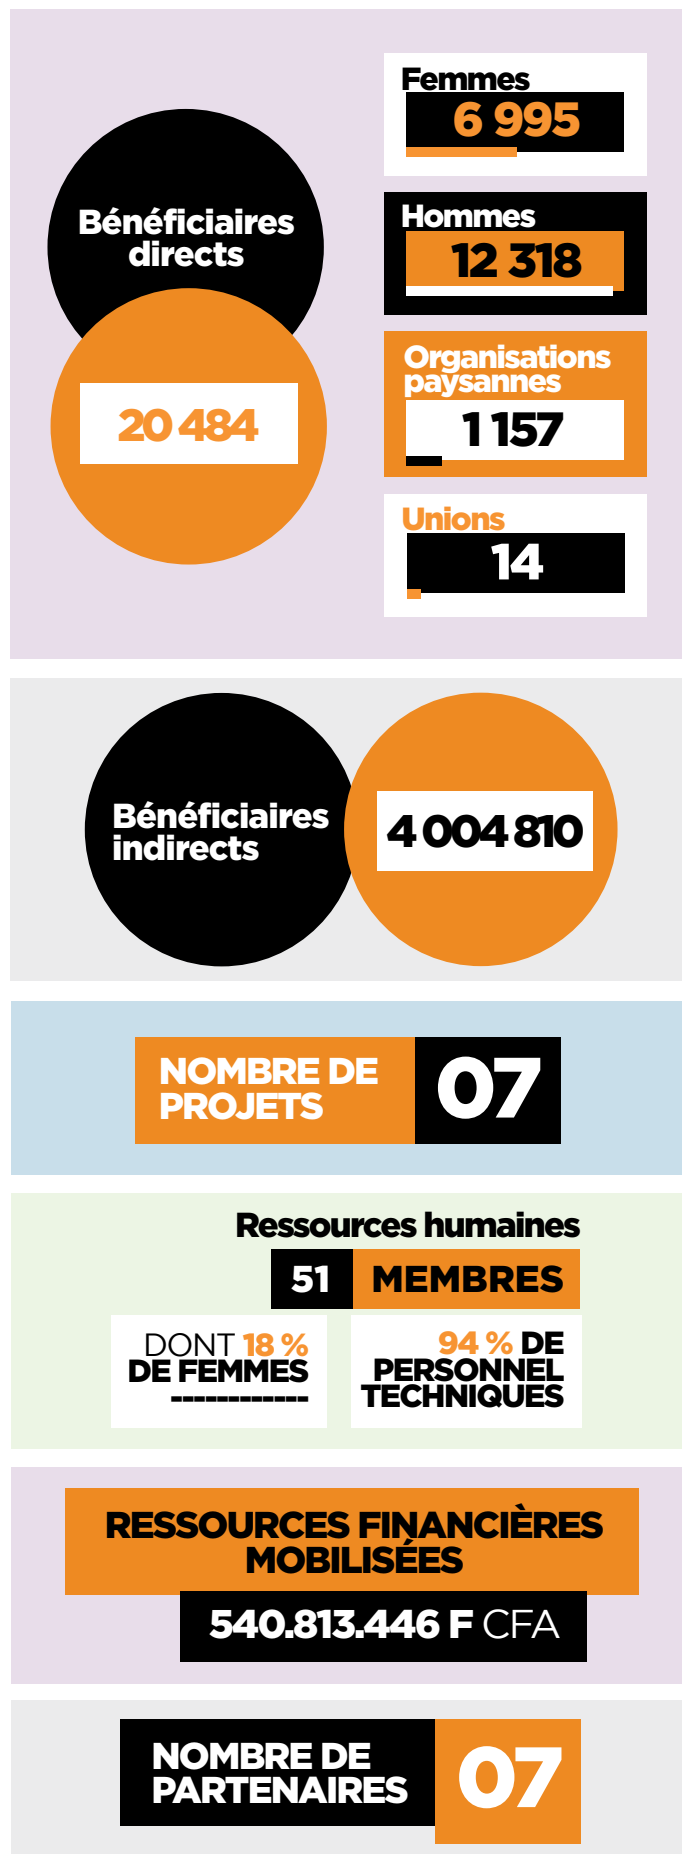 Bénéficiaires
directs
20 484
Femmes
6 995
Hommes
12 318
Organisations
paysannes
1 157
Unions
14
Bénéficiaires
indirects
4 004 810
NOMBRE DE
PROJETS
07
Ressources humaines
51 MEMBRES
DONT 18 %
DE FEMMES
------------
94 % DE
PERSONNEL
TECHNIQUES
RESSOURCES FINANCIÈRES
MOBILISÉES
540.813.446 F CFA
NOMBRE DE
PARTENAIRES
07